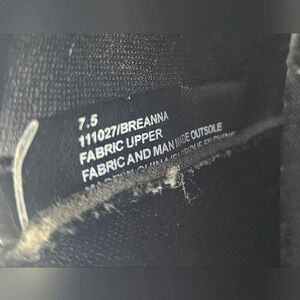 7.5
111027/BREANNA
FABRIC UPPER
FABRIC AND MAN MADE OUTSOLE